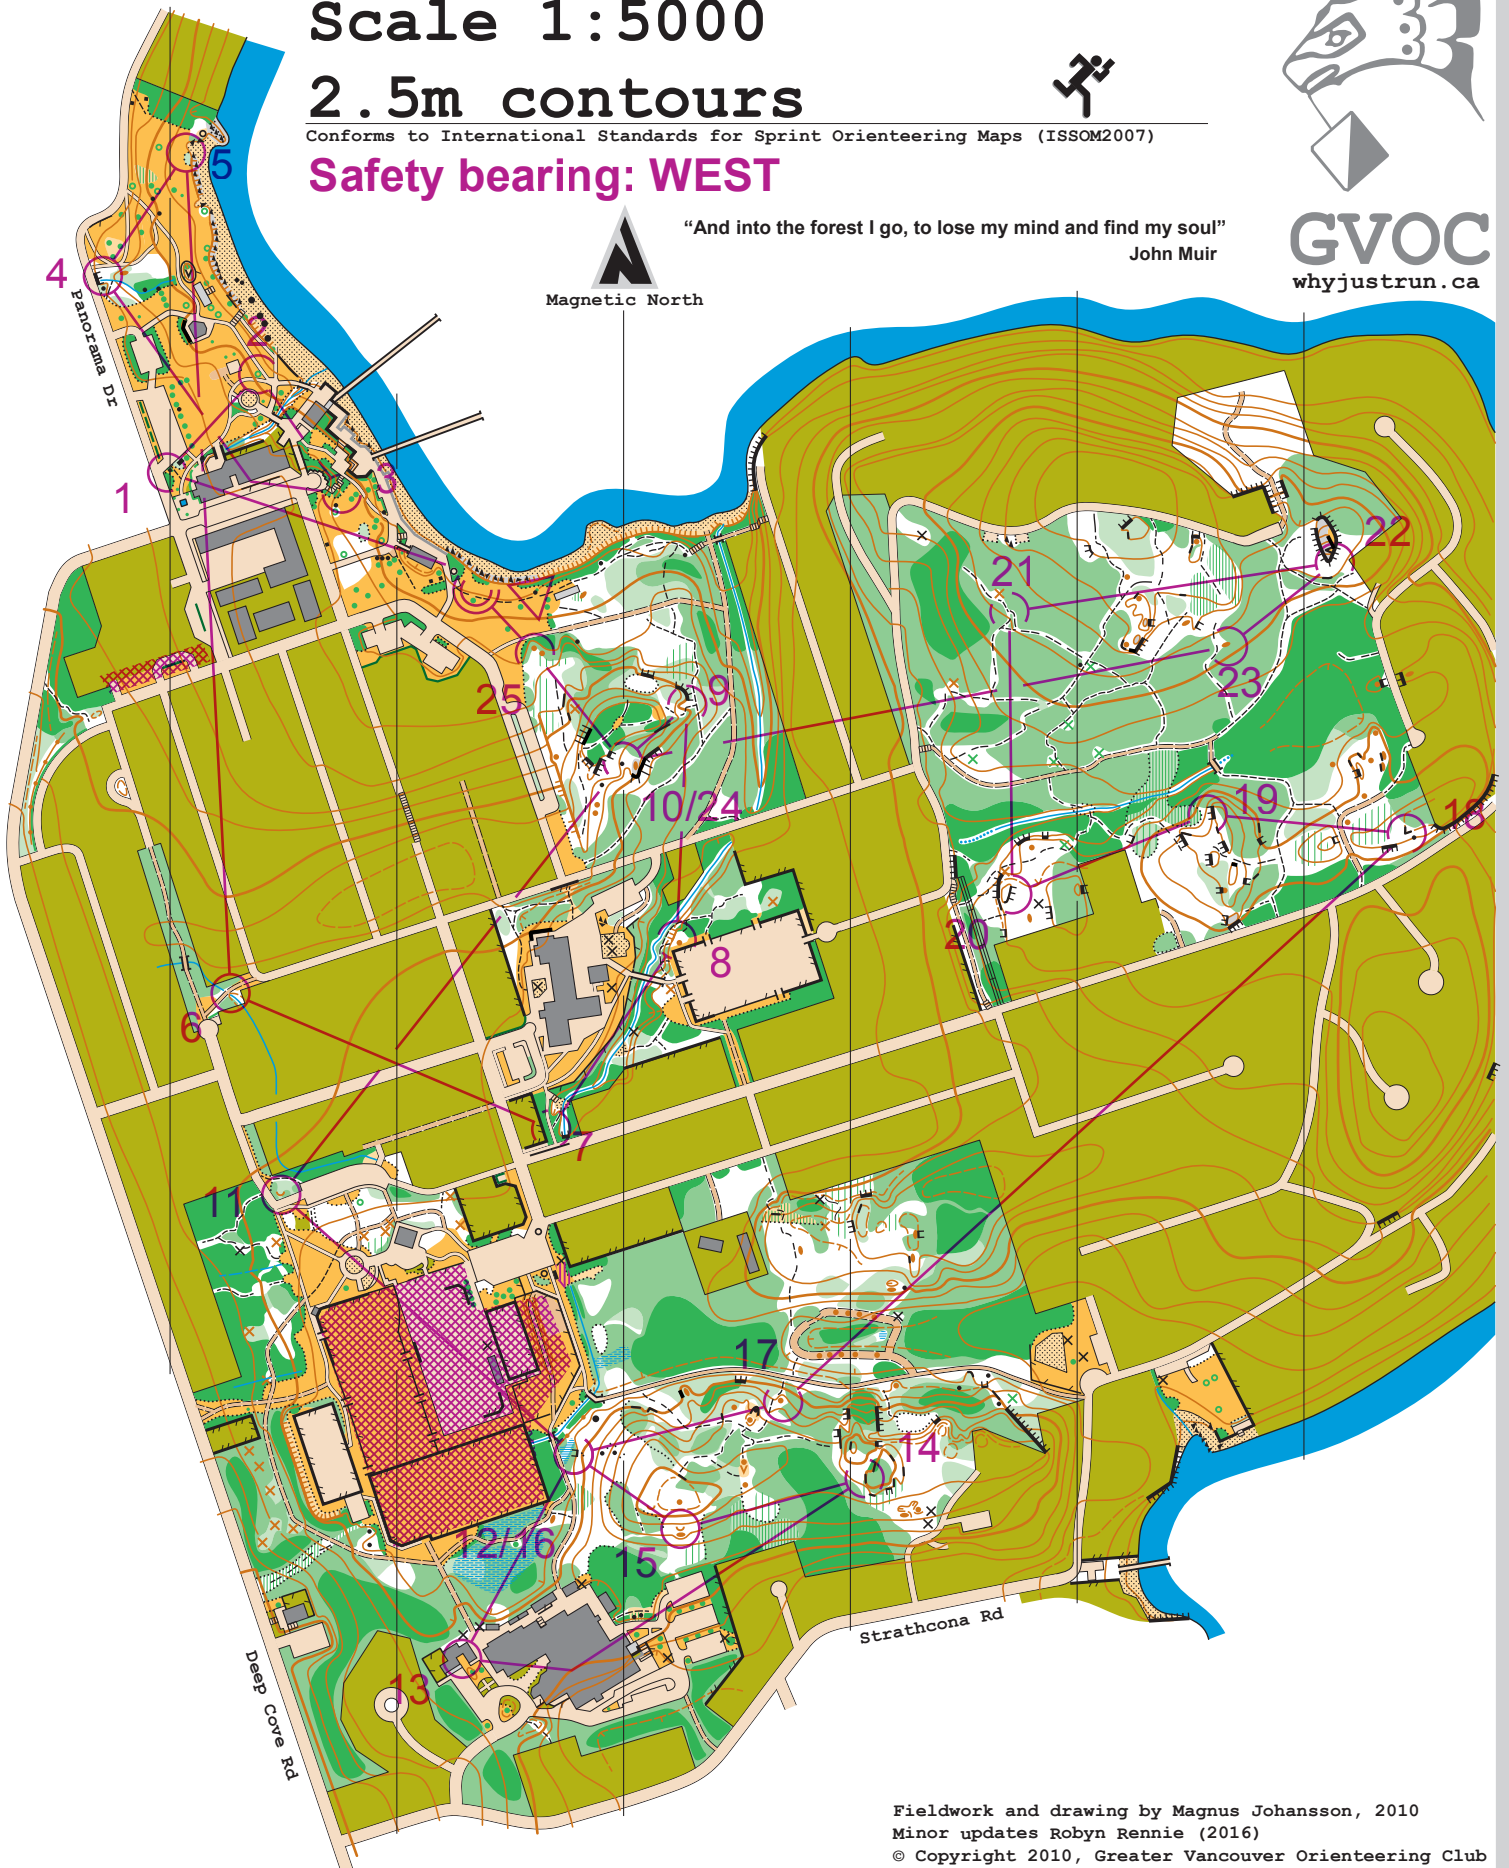 Scale 1:5000
2.5m contours
Conforms to International Standards for Sprint Orienteering Maps (ISSOM2007)
Safety bearing: WEST
“And into the forest I go, to lose my mind and find my soul”
John Muir
GVOC
whyjustrun.ca
Magnetic North
5
4
Panorama Dr
2
1
3
22
21
25
9
23
10/24
19
18
20
8
6
7
11
17
14
12/16
15
Strathcona Rd
13
Deep Cove Rd
Fieldwork and drawing by Magnus Johansson, 2010
Minor updates Robyn Rennie (2016)
© Copyright 2010, Greater Vancouver Orienteering Club